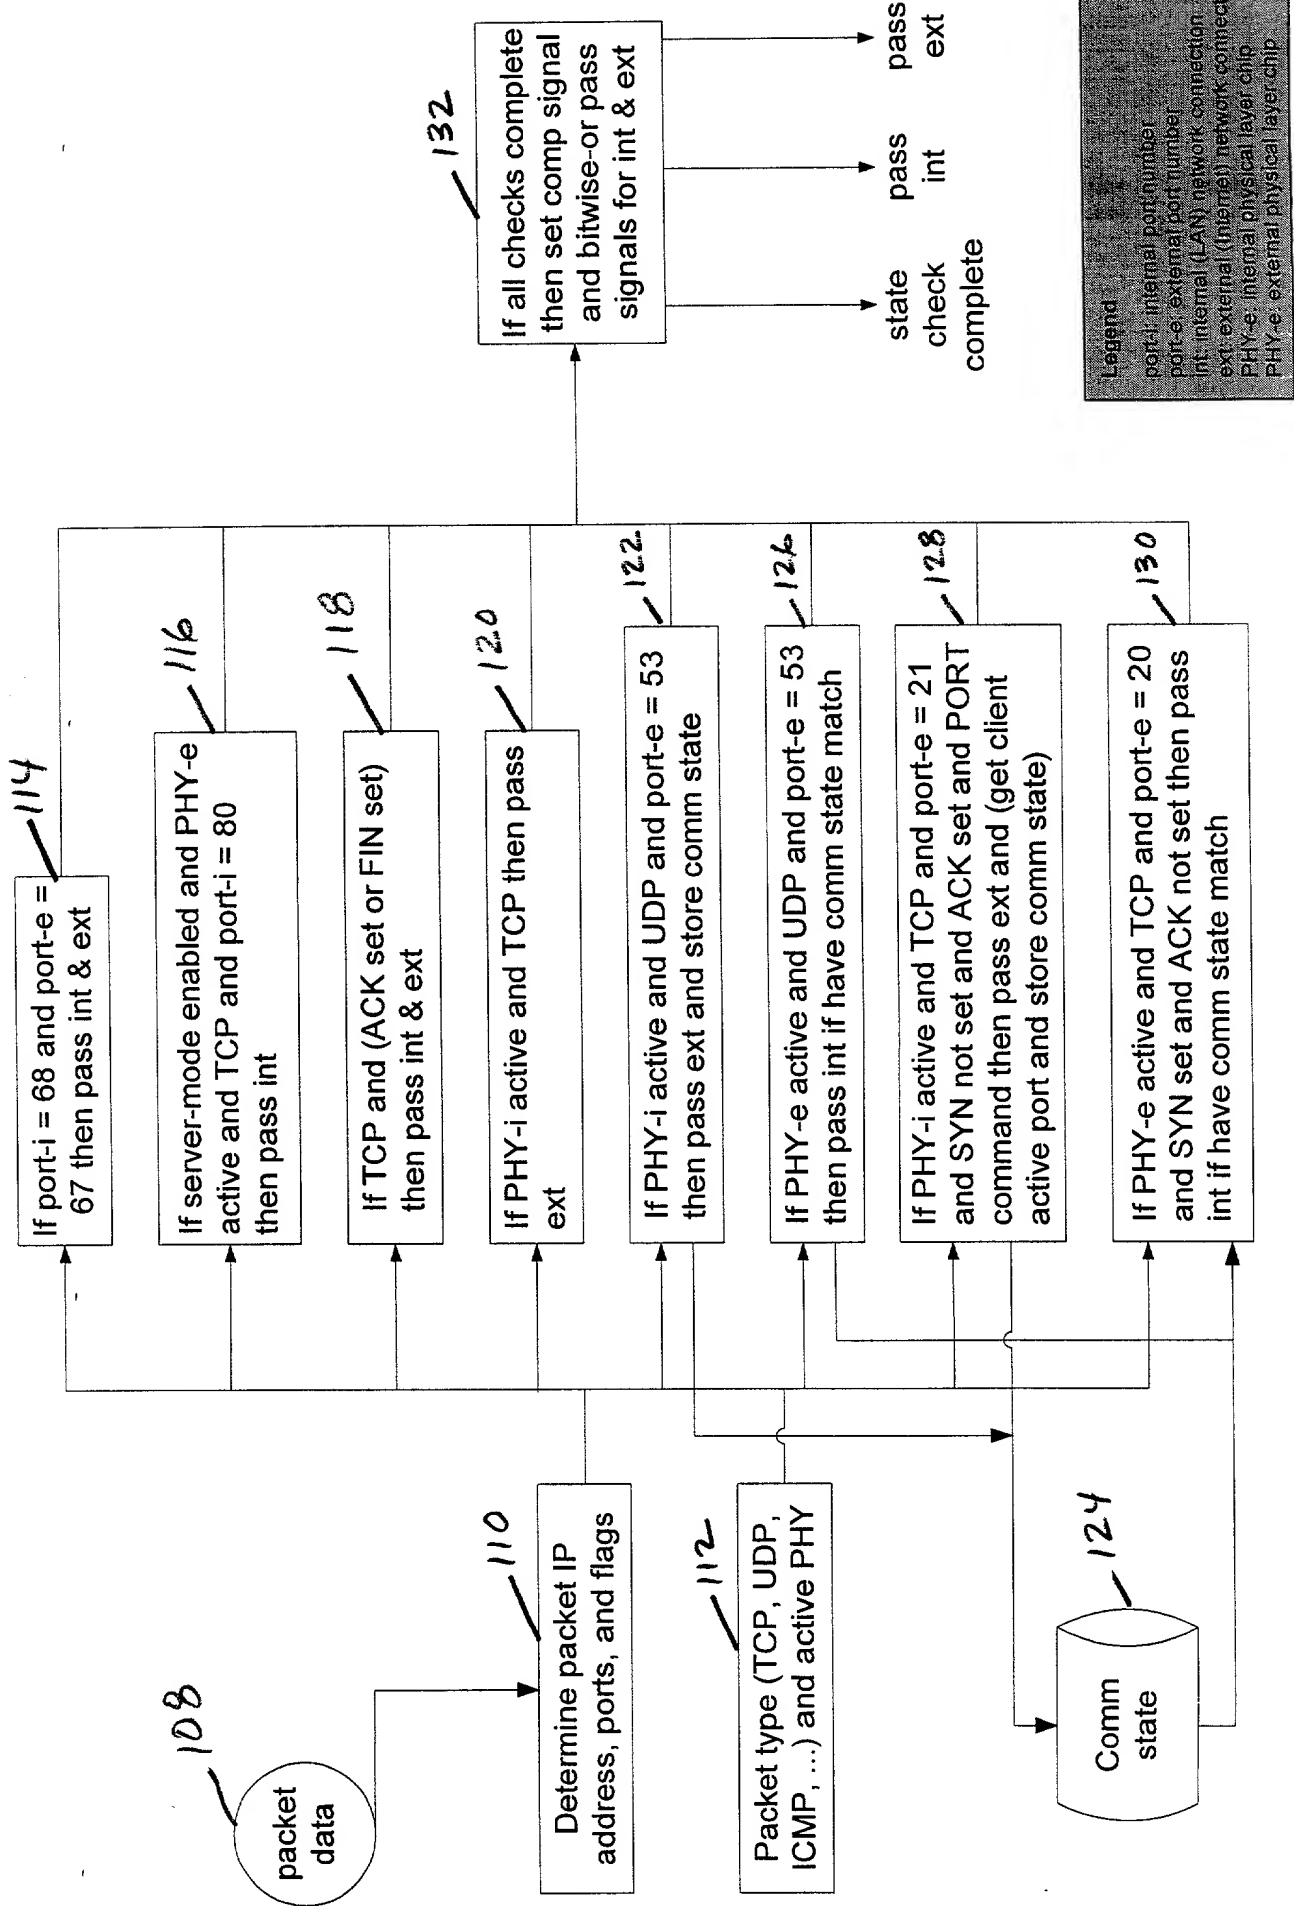 108
packet
data
110
Determine packet IP
address, ports, and flags
112
Packet type (TCP, UDP,
ICMP, ...) and active PHY
124
Comm
state
114
If port-i = 68 and port-e =
67 then pass int & ext
116
If server-mode enabled and PHY-e
active and TCP and port-i = 80
then pass int
118
If TCP and (ACK set or FIN set)
then pass int & ext
120
If PHY-i active and TCP then pass
ext
122
If PHY-i active and UDP and port-e = 53
then pass ext and store comm state
126
If PHY-e active and UDP and port-e = 53
then pass int if have comm state match
128
If PHY-i active and TCP and port-e = 21
and SYN not set and ACK set and PORT
command then pass ext and (get client
active port and store comm state)
130
If PHY-e active and TCP and port-e = 20
and SYN set and ACK not set then pass
int if have comm state match
132
If all checks complete
then set comp signal
and bitwise-or pass
signals for int & ext
state
check
complete
pass
int
pass
ext
Legend
port-i: internal port number
port-e: external port number
int: internal (LAN) network connection
ext: external (Internet) network connect
PHY-e: internal physical layer chip
PHY-e: external physical layer chip